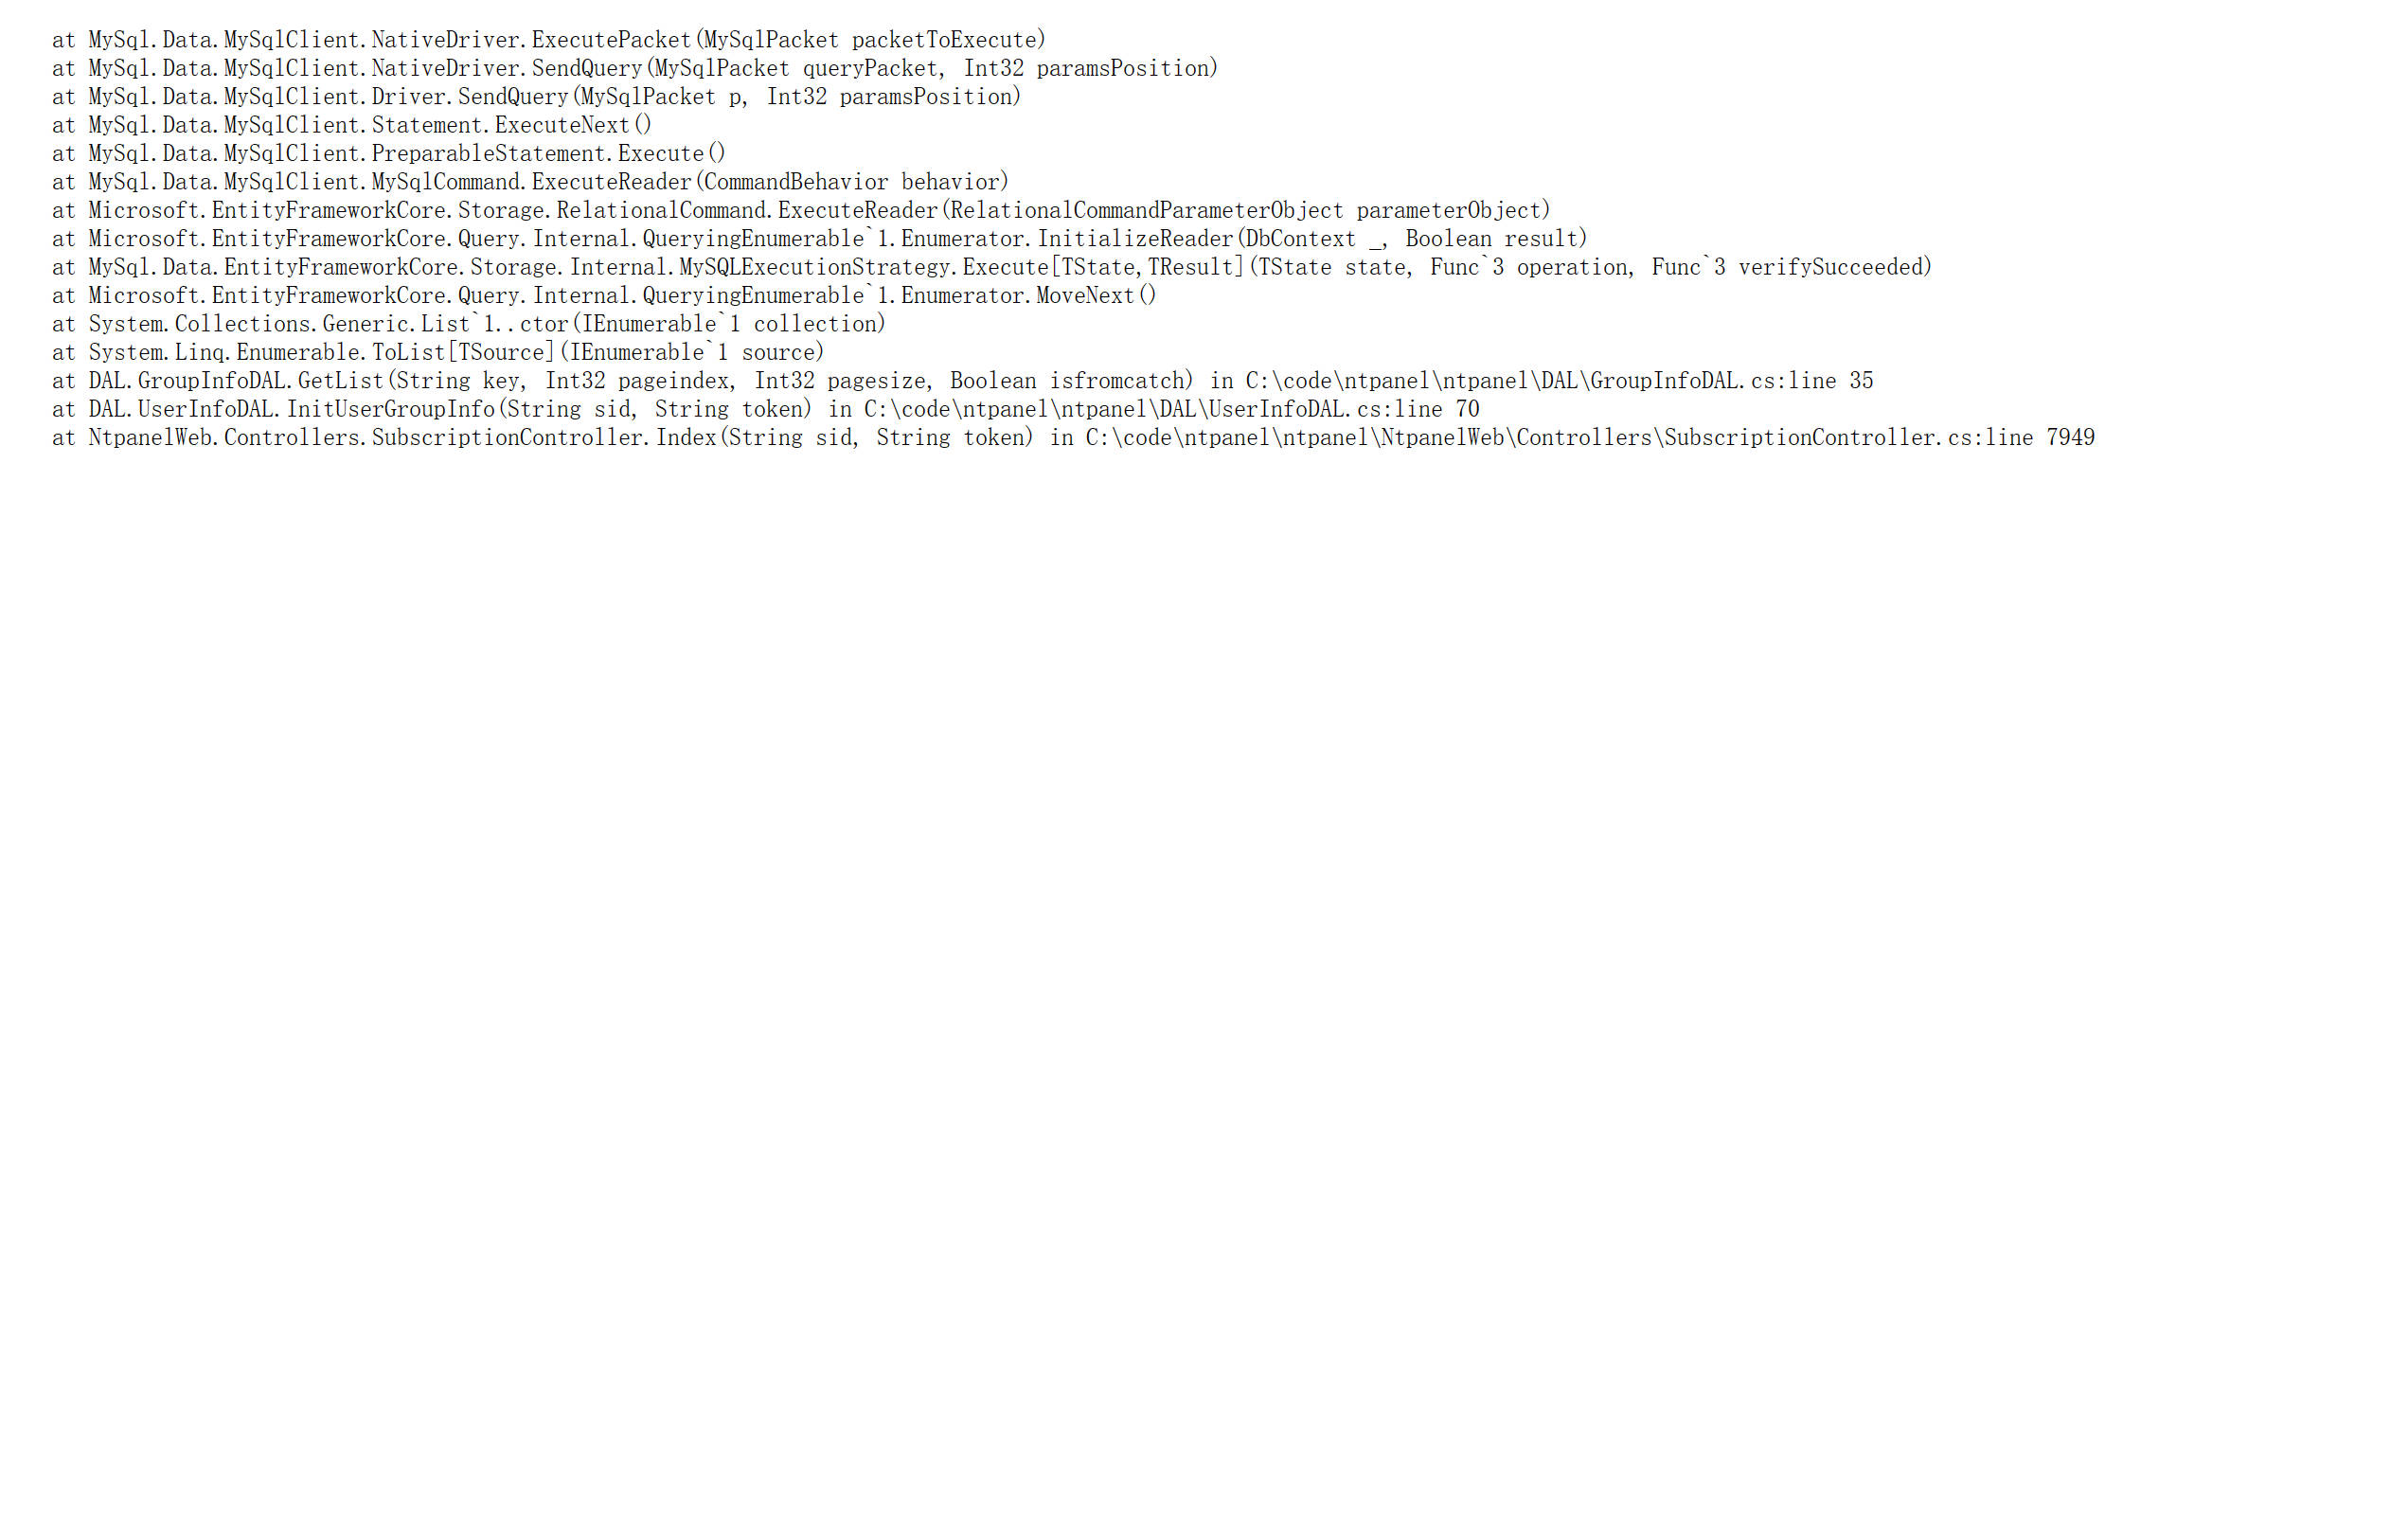 at MySql.Data.MySqlClient.NativeDriver.ExecutePacket(MySqlPacket packetToExecute)
at MySql.Data.MySqlClient.NativeDriver.SendQuery(MySqlPacket queryPacket, Int32 paramsPosition)
at MySql.Data.MySqlClient.Driver.SendQuery(MySqlPacket p, Int32 paramsPosition)
at MySql.Data.MySqlClient.Statement.ExecuteNext()
at MySql.Data.MySqlClient.PreparableStatement.Execute()
at MySql.Data.MySqlClient.MySqlCommand.ExecuteReader(CommandBehavior behavior)
at Microsoft.EntityFrameworkCore.Storage.RelationalCommand.ExecuteReader(RelationalCommandParameterObject parameterObject)
at Microsoft.EntityFrameworkCore.Query.Internal.QueryingEnumerable`1.Enumerator.InitializeReader(DbContext _, Boolean result)
at MySql.Data.EntityFrameworkCore.Storage.Internal.MySQLExecutionStrategy.Execute[TState,TResult](TState state, Func`3 operation, Func`3 verifySucceeded)
at Microsoft.EntityFrameworkCore.Query.Internal.QueryingEnumerable`1.Enumerator.MoveNext()
at System.Collections.Generic.List`1..ctor(IEnumerable`1 collection)
at System.Linq.Enumerable.ToList[TSource](IEnumerable`1 source)
at DAL.GroupInfoDAL.GetList(String key, Int32 pageindex, Int32 pagesize, Boolean isfromcatch) in C:\code\ntpanel\ntpanel\DAL\GroupInfoDAL.cs:line 35
at DAL.UserInfoDAL.InitUserGroupInfo(String sid, String token) in C:\code\ntpanel\ntpanel\DAL\UserInfoDAL.cs:line 70
at NtpanelWeb.Controllers.SubscriptionController.Index(String sid, String token) in C:\code\ntpanel\ntpanel\NtpanelWeb\Controllers\SubscriptionController.cs:line 7949